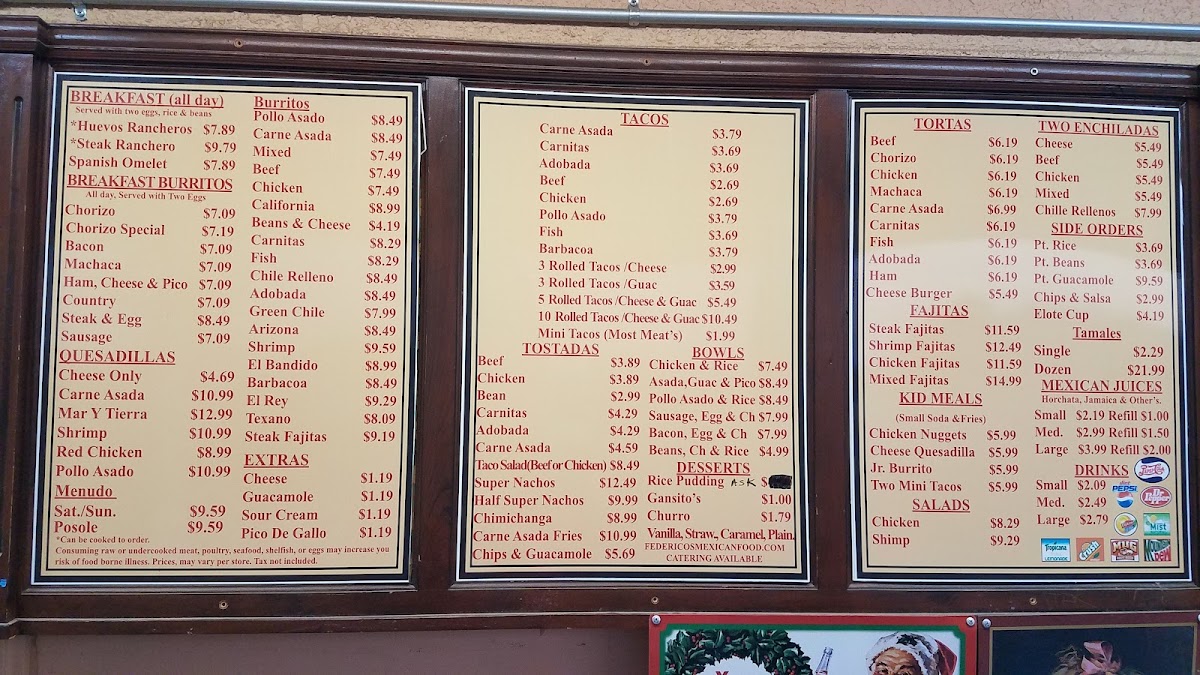 BREAKFAST (all day)
Served with two eggs, rice & beans
*Huevos Rancheros $7.89
*Steak Ranchero $9.79
Spanish Omelet $7.89
BREAKFAST BURRITOS
All day, Served with Two Eggs
Chorizo $7.09
Chorizo Special $7.19
Bacon $7.09
Machaca $7.09
Ham, Cheese & Pico $7.09
Country $7.09
Steak & Egg $8.49
Sausage $7.09
QUESADILLAS
Cheese Only $4.69
Carne Asada $10.99
Mar Y Tierra $12.99
Shrimp $10.99
Red Chicken $8.99
Pollo Asado $10.99
Menudo
Sat./Sun. $9.59
Posole $9.59
*Can be cooked to order.
Consuming raw or undercooked meat, poultry, seafood, shelfish, or eggs may increase you
risk of food borne illness. Prices, may vary per store. Tax not included.
Burritos
Pollo Asado $8.49
Carne Asada $8.49
Mixed $7.49
Beef $7.49
Chicken $7.49
California $8.99
Beans & Cheese $4.19
Carnitas $8.29
Fish $8.29
Chile Relleno $8.49
Adobada $8.49
Green Chile $7.99
Arizona $8.49
Shrimp $9.59
El Bandido $8.99
Barbacoa $8.49
El Rey $9.29
Texano $8.09
Steak Fajitas $9.19
EXTRAS
Cheese $1.19
Guacamole $1.19
Sour Cream $1.19
Pico De Gallo $1.19
TACOS
Carne Asada $3.79
Carnitas $3.69
Adobada $3.69
Beef $2.69
Chicken $2.69
Pollo Asado $3.79
Fish $3.69
Barbacoa $3.79
3 Rolled Tacos /Cheese $2.99
3 Rolled Tacos /Guac $3.59
5 Rolled Tacos /Cheese & Guac $5.49
10 Rolled Tacos /Cheese & Guac $10.49
Mini Tacos (Most Meat's) $1.99
TOSTADAS
Beef $3.89
Chicken $3.89
Bean $2.99
Carnitas $4.29
Adobada $4.29
Carne Asada $4.59
Taco Salad(Beef or Chicken) $8.49
Super Nachos $12.49
Half Super Nachos $9.99
Chimichanga $8.99
Carne Asada Fries $10.99
Chips & Guacamole $5.69
BOWLS
Chicken & Rice $7.49
Asada,Guac & Pico $8.49
Pollo Asado & Rice $8.49
Sausage, Egg & Ch $7.99
Bacon, Egg & Ch $7.99
Beans, Ch & Rice $4.99
DESSERTS
Rice Pudding ASK $
Gansito's $1.00
Churro $1.79
Vanilla, Straw., Caramel, Plain.
FEDERICOSMEXICANFOOD.COM
CATERING AVAILABLE
TORTAS
Beef $6.19
Chorizo $6.19
Chicken $6.19
Machaca $6.19
Carne Asada $6.99
Carnitas $6.19
Fish $6.19
Adobada $6.19
Ham $6.19
Cheese Burger $5.49
FAJITAS
Steak Fajitas $11.59
Shrimp Fajitas $12.49
Chicken Fajitas $11.59
Mixed Fajitas $14.99
KID MEALS
(Small Soda &Fries)
Chicken Nuggets $5.99
Cheese Quesadilla $5.99
Jr. Burrito $5.99
Two Mini Tacos $5.99
SALADS
Chicken $8.29
Shimp $9.29
TWO ENCHILADAS
Cheese $5.49
Beef $5.49
Chicken $5.49
Mixed $5.49
Chille Rellenos $7.99
SIDE ORDERS
Pt. Rice $3.69
Pt. Beans $3.69
Pt. Guacamole $9.59
Chips & Salsa $2.99
Elote Cup $4.19
Tamales
Single $2.29
Dozen $21.99
MEXICAN JUICES
Horchata, Jamaica & Other's.
Small $2.19 Refill $1.00
Med. $2.99 Refill $1.50
Large $3.99 Refill $2.00
DRINKS
Small $2.09
Med. $2.49
Large $2.79
diet
PEPSI
Dr Pepper
Mist
Tropicana
LEMONADE
Crush
MUG